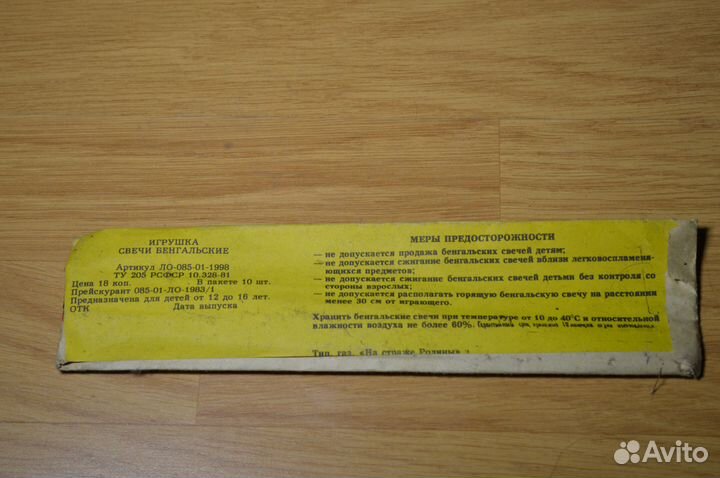 ИГРУШКА
СВЕЧИ БЕНГАЛЬСКИЕ
Артикул ЛО-085-01-1998
ТУ 205 РСФСР 10.328-81
Цена 18 коп. В пакете 10 шт.
Прейскурант 085-01-ЛО-1983/1
Предназначена для детей от 12 до 16 лет.
ОТК Дата выпуска
МЕРЫ ПРЕДОСТОРОЖНОСТИ
— не допускается продажа бенгальских свечей детям;
— не допускается сжигание бенгальских свечей вблизи легковоспламеня-
ющихся предметов;
— не допускается сжигание бенгальских свечей детьми без контроля со
стороны взрослых;
— не допускается располагать горящую бенгальскую свечу на расстоянии
менее 30 см от играющего.
Хранить бенгальские свечи при температуре от 10 до 40°С и относительной
влажности воздуха не более 60%.
Тип. газ. «На страже Родины»
Avito